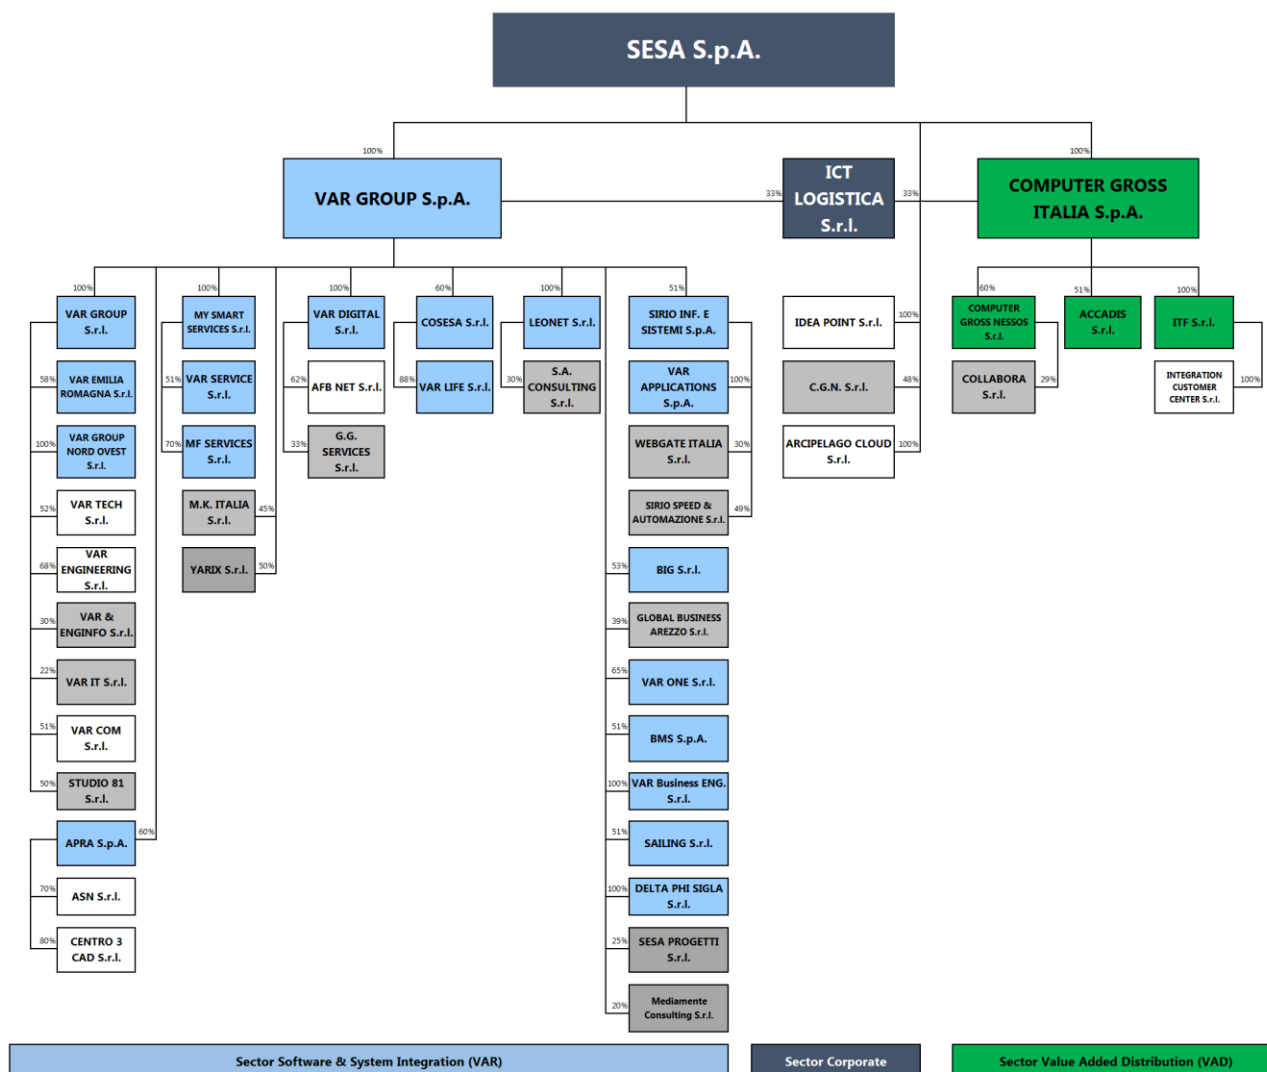 SESA S.p.A.
100%
100%
VAR GROUP S.p.A.
33%
ICT
LOGISTICA
S.r.l.
33%
COMPUTER GROSS
ITALIA S.p.A.
100%
100%
100%
60%
100%
51%
60%
51%
100%
VAR GROUP
S.r.l.
MY SMART
SERVICES S.r.l.
VAR DIGITAL
S.r.l.
COSESA S.r.l.
LEONET S.r.l.
SIRIO INF. E
SISTEMI S.p.A.
IDEA POINT S.r.l.
100%
COMPUTER
GROSS NESSOS
S.r.l.
ACCADIS
S.r.l.
ITF S.r.l.
58%
VAR EMILIA
ROMAGNA S.r.l.
51%
VAR SERVICE
S.r.l.
62%
AFB NET S.r.l.
88%
VAR LIFE S.r.l.
30%
S.A.
CONSULTING
S.r.l.
VAR
APPLICATIONS
S.p.A.
100%
C.G.N. S.r.l.
48%
COLLABORA
S.r.l.
29%
INTEGRATION
CUSTOMER
CENTER S.r.l.
100%
100%
VAR GROUP
NORD OVEST
S.r.l.
70%
MF SERVICES
S.r.l.
33%
G.G.
SERVICES
S.r.l.
WEBGATE ITALIA
S.r.l.
30%
ARCIPELAGO CLOUD
S.r.l.
100%
52%
VAR TECH
S.r.l.
M.K. ITALIA
S.r.l.
45%
SIRIO SPEED &
AUTOMAZIONE S.r.l.
49%
68%
VAR
ENGINEERING
S.r.l.
YARIX S.r.l.
50%
53%
BIG S.r.l.
30%
VAR &
ENGINFO S.r.l.
39%
GLOBAL BUSINESS
AREZZO S.r.l.
22%
VAR IT S.r.l.
65%
VAR ONE S.r.l.
51%
VAR COM
S.r.l.
51%
BMS S.p.A.
50%
STUDIO 81
S.r.l.
100%
VAR Business ENG.
S.r.l.
APRA S.p.A.
60%
51%
SAILING S.r.l.
70%
ASN S.r.l.
100%
DELTA PHI SIGLA
S.r.l.
80%
CENTRO 3
CAD S.r.l.
25%
SESA PROGETTI
S.r.l.
20%
Mediamente
Consulting S.r.l.
Sector Software & System Integration (VAR)
Sector Corporate
Sector Value Added Distribution (VAD)